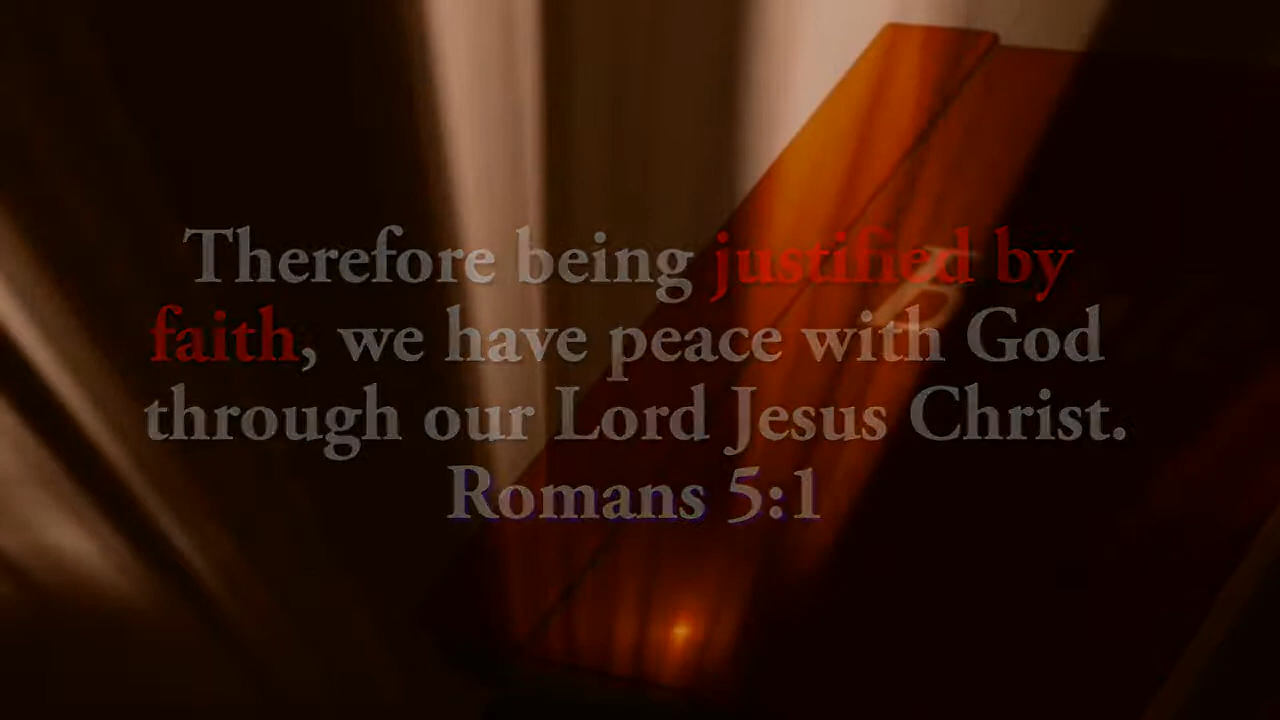 Therefore being justified by
faith, we have peace with God
through our Lord Jesus Christ.
Romans 5:1